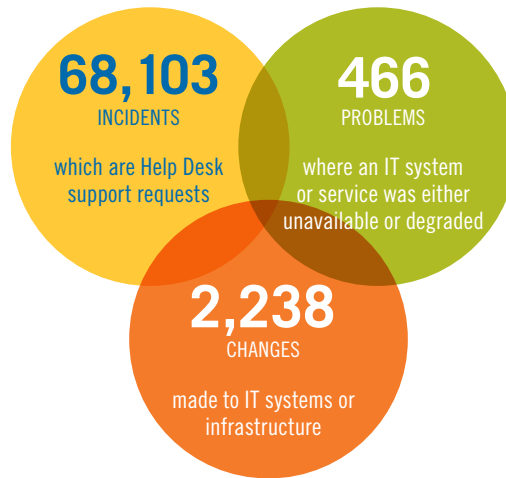 68,103
INCIDENTS
which are Help Desk
support requests
466
PROBLEMS
where an IT system
or service was either
unavailable or degraded
2,238
CHANGES
made to IT systems or
infrastructure